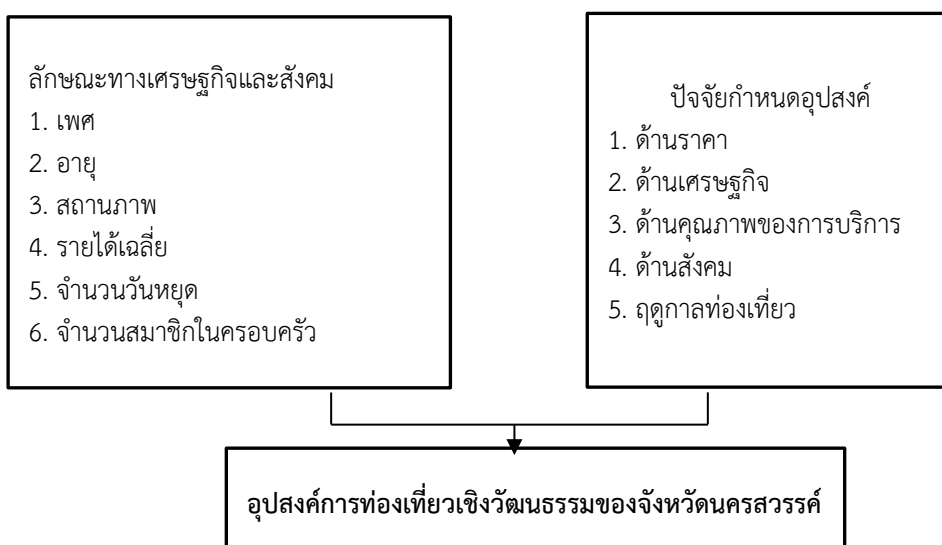 ลักษณะทางเศรษฐกิจและสังคม
1. เพศ
2. อายุ
3. สถานภาพ
4. รายได้เฉลี่ย
5. จำนวนวันหยุด
6. จำนวนสมาชิกในครอบครัว
ปัจจัยกำหนดอุปสงค์
1. ด้านราคา
2. ด้านเศรษฐกิจ
3. ด้านคุณภาพของการบริการ
4. ด้านสังคม
5. ฤดูกาลท่องเที่ยว
อุปสงค์การท่องเที่ยวเชิงวัฒนธรรมของจังหวัดนครสวรรค์